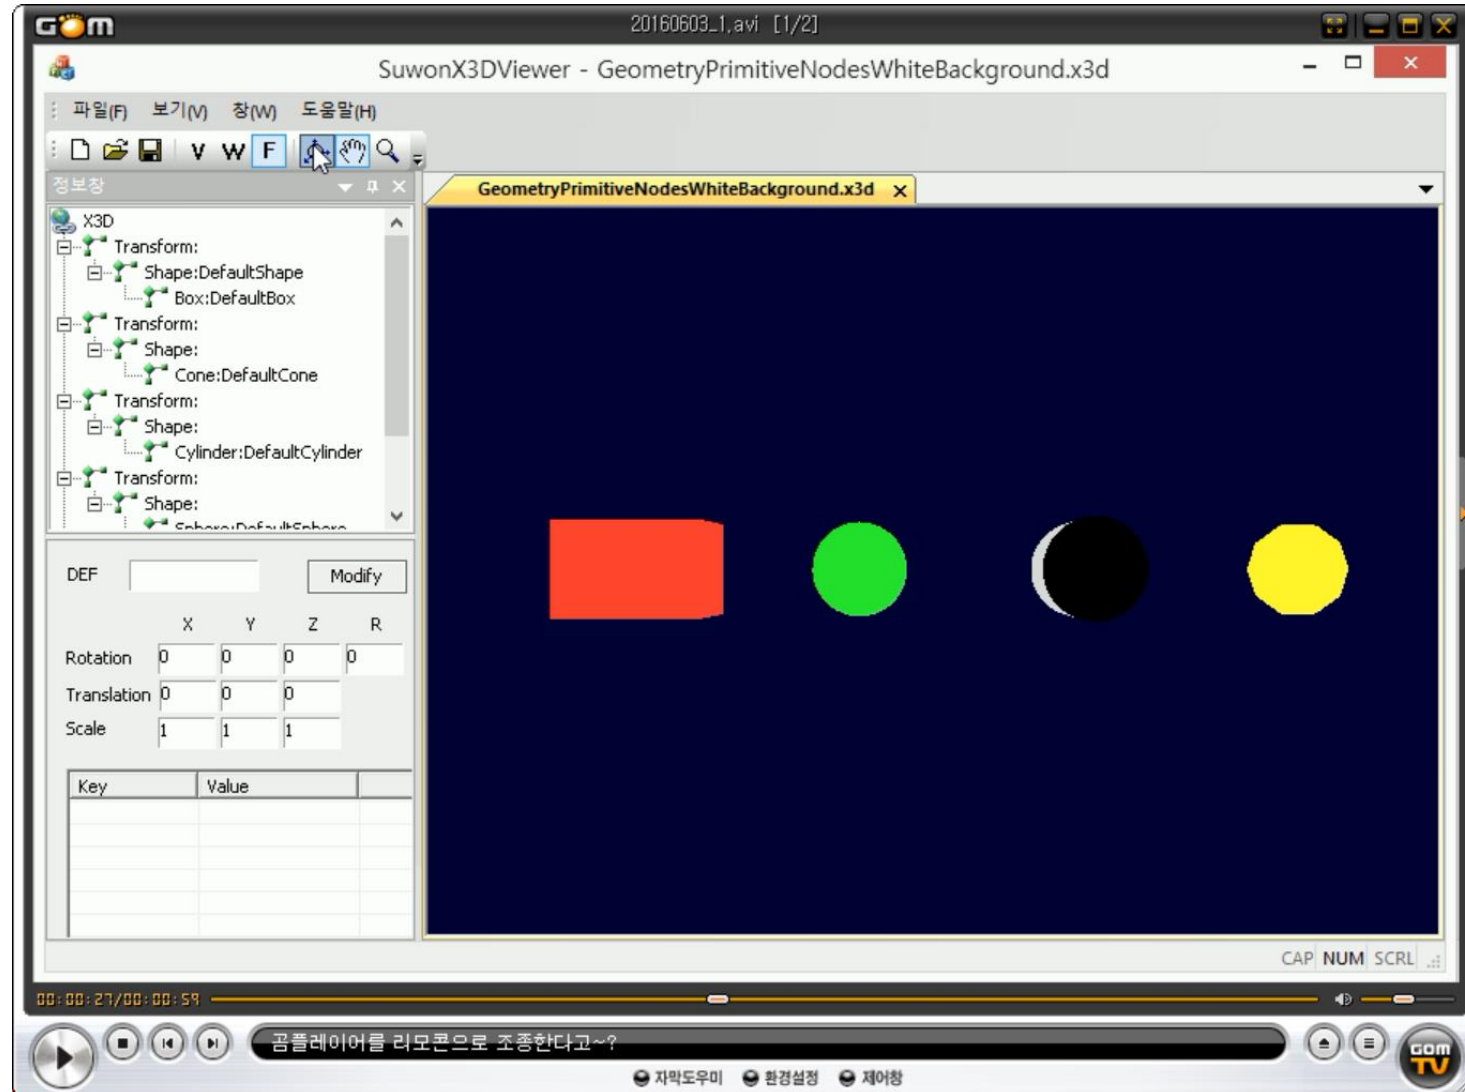 GOM
20160603_1.avi [1/2]
SuwonX3DViewer - GeometryPrimitiveNodesWhiteBackground.x3d
파일(F) 보기(V) 창(W) 도움말(H)
V W F
정보창
GeometryPrimitiveNodesWhiteBackground.x3d
X3D
Transform:
Shape:DefaultShape
Box:DefaultBox
Transform:
Shape:
Cone:DefaultCone
Transform:
Shape:
Cylinder:DefaultCylinder
Transform:
Shape:
Sphere:DefaultSphere
DEF Modify
X Y Z R
Rotation 0 0 0 0
Translation 0 0 0
Scale 1 1 1
Key Value
CAP NUM SCRL
00:00:27/00:00:59
곰플레이어를 리모콘으로 조종한다고~?
GOM
TV
자막도우미 환경설정 제어창